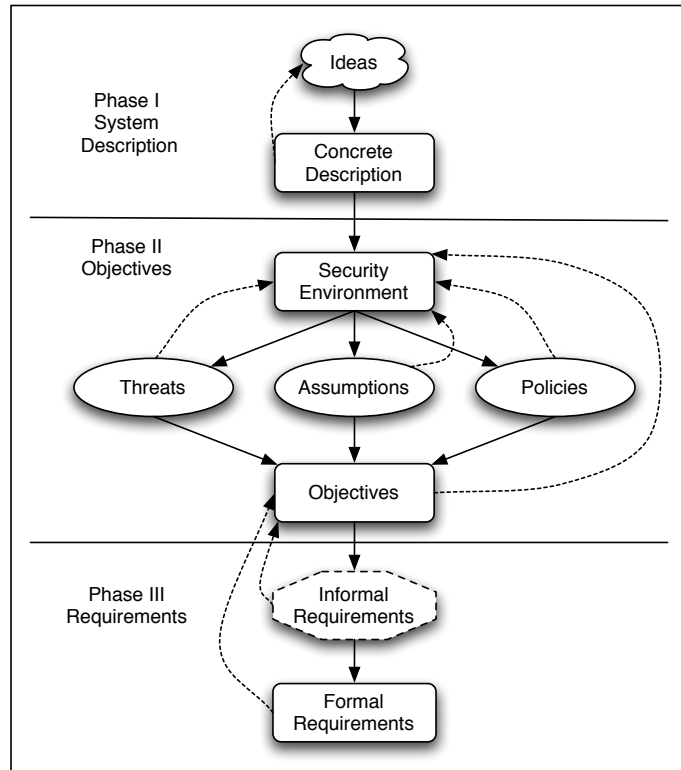 Ideas
Phase I
System
Description
Concrete
Description
Phase II
Objectives
Security
Environment
Threats
Assumptions
Policies
Objectives
Phase III
Requirements
Informal
Requirements
Formal
Requirements